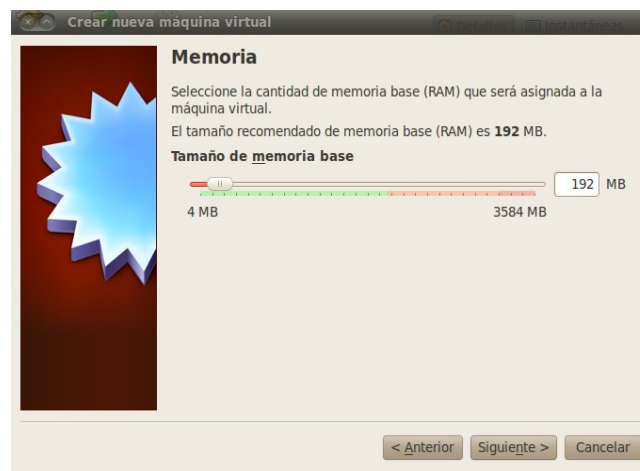 Crear nueva máquina virtual
Detalles
Instantáneas
Memoria
Seleccione la cantidad de memoria base (RAM) que será asignada a la
máquina virtual.
El tamaño recomendado de memoria base (RAM) es 192 MB.
Tamaño de memoria base
192 MB
4 MB 3584 MB
< Anterior Siguiente > Cancelar